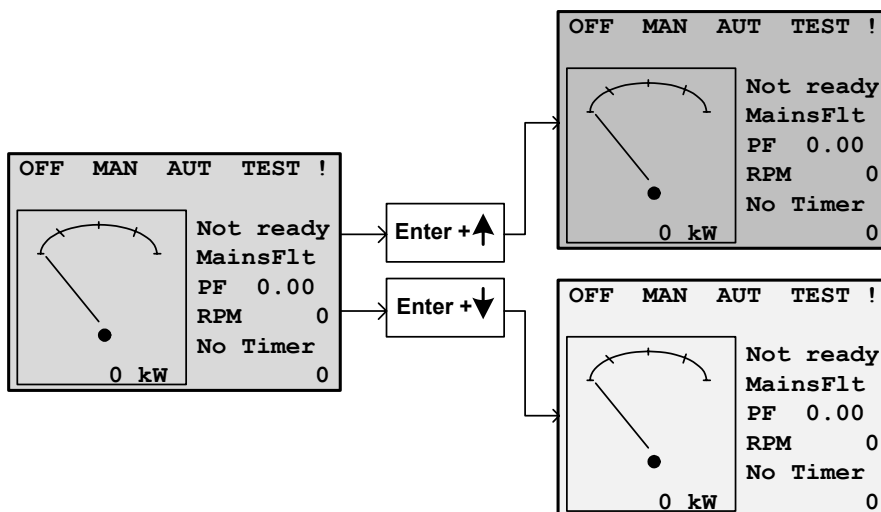 OFF MAN AUT TEST !
Not ready
MainsFlt
PF 0.00
RPM 0
No Timer
0 kW 0
Enter +
Enter +
OFF MAN AUT TEST !
Not ready
MainsFlt
PF 0.00
RPM 0
No Timer
0 kW 0
OFF MAN AUT TEST !
Not ready
MainsFlt
PF 0.00
RPM 0
No Timer
0 kW 0